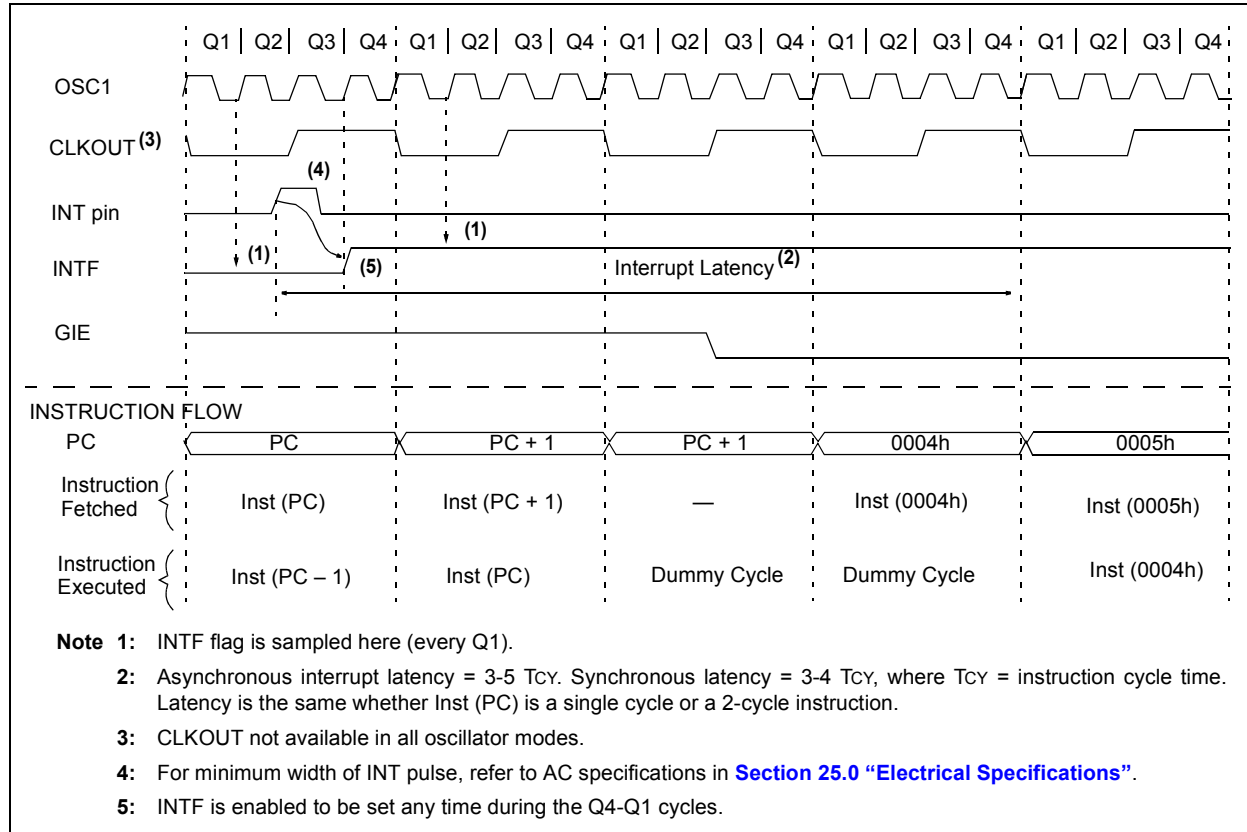 Q1 Q2 Q3 Q4 Q1 Q2 Q3 Q4 Q1 Q2 Q3 Q4 Q1 Q2 Q3 Q4 Q1 Q2 Q3 Q4
OSC1
CLKOUT (3)
(4)
INT pin
(1)
(1)
INTF
(5)
Interrupt Latency (2)
GIE
INSTRUCTION FLOW
PC PC PC + 1 PC + 1 0004h 0005h
Instruction
Fetched
Inst (PC) Inst (PC + 1) — Inst (0004h) Inst (0005h)
Instruction
Executed
Inst (PC – 1) Inst (PC) Dummy Cycle Dummy Cycle Inst (0004h)
Note 1: INTF flag is sampled here (every Q1).
2: Asynchronous interrupt latency = 3-5 TCY. Synchronous latency = 3-4 TCY, where TCY = instruction cycle time.
Latency is the same whether Inst (PC) is a single cycle or a 2-cycle instruction.
3: CLKOUT not available in all oscillator modes.
4: For minimum width of INT pulse, refer to AC specifications in Section 25.0 “Electrical Specifications”.
5: INTF is enabled to be set any time during the Q4-Q1 cycles.